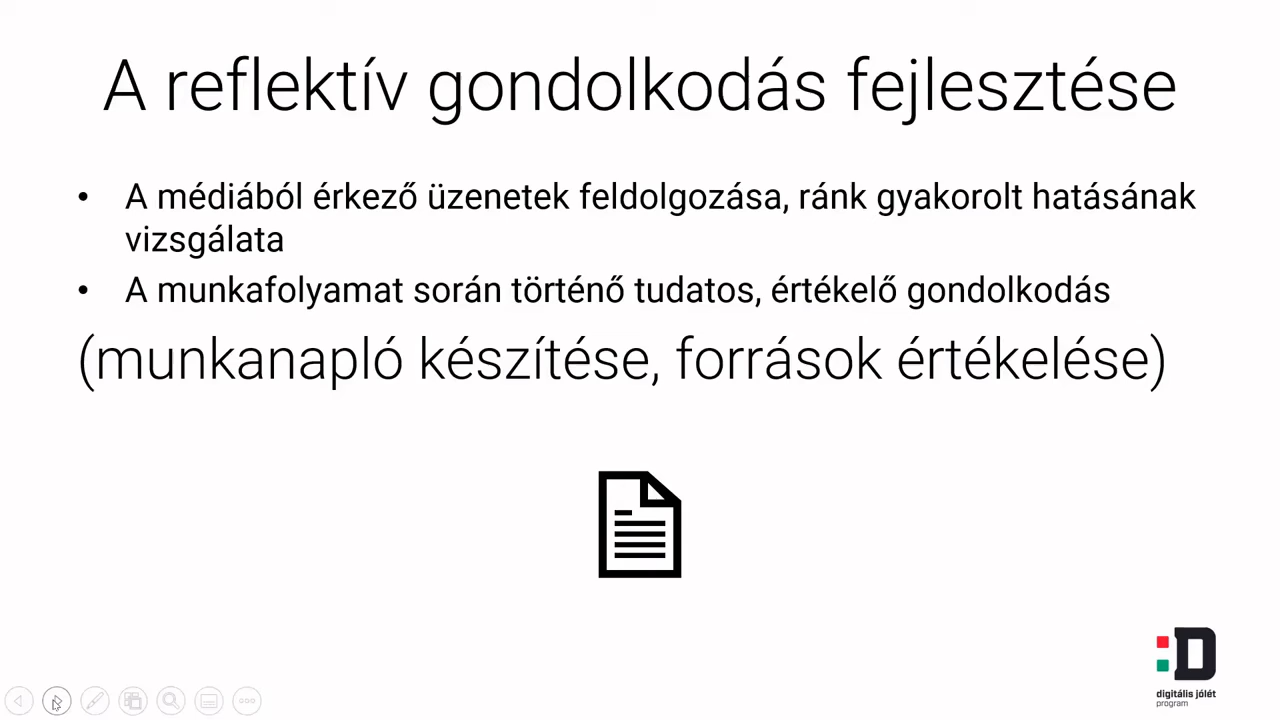 A reflektív gondolkodás fejlesztése
• A médiából érkező üzenetek feldolgozása, ránk gyakorolt hatásának
vizsgálata
• A munkafolyamat során történő tudatos, értékelő gondolkodás
(munkanapló készítése, források értékelése)
:D
digitális jólét
program